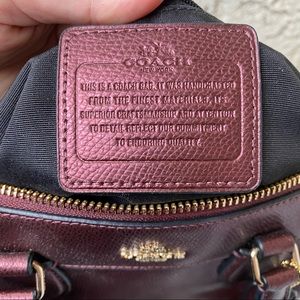 COACH
THIS IS A COACH BAG. IT WAS HANDCRAFTED
FROM THE FINEST MATERIALS. IT'S
SUPERIOR CRAFTSMANSHIP AND ATTENTION
TO DETAIL REFLECT OUR COMMITMENT
TO ENDURING QUALITY.